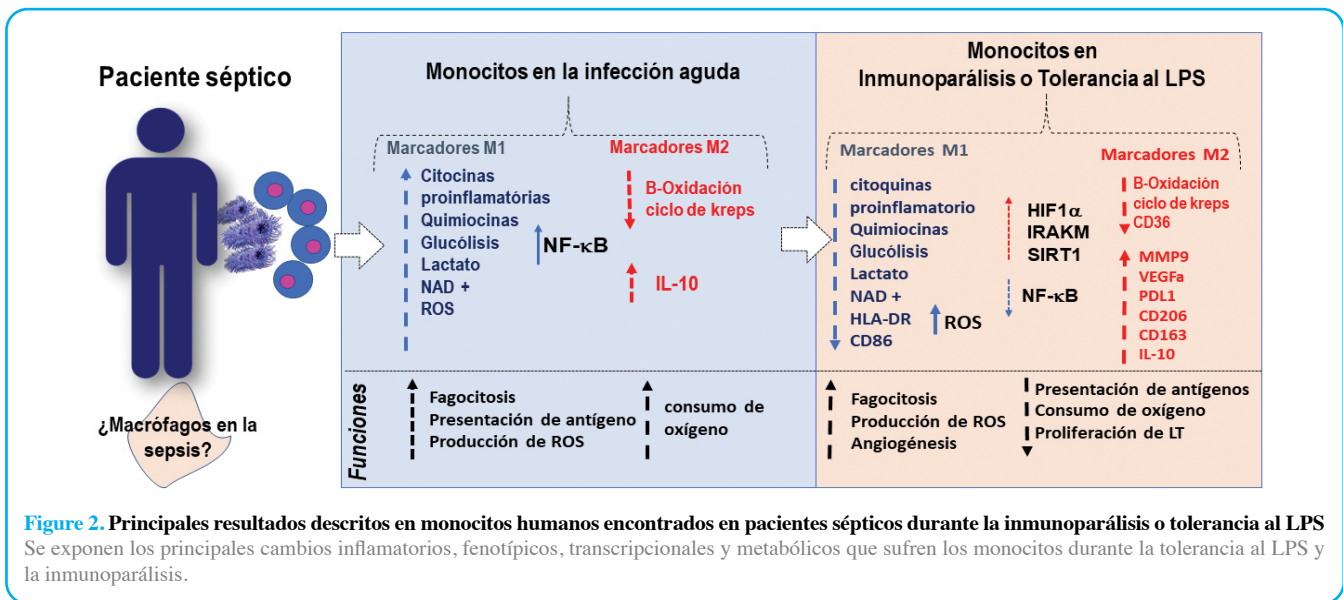 Paciente séptico
¿Macrófagos en la
sepsis?
Monocitos en la infección aguda
Marcadores M1
Citocinas
proinflamatórias
Quimiocinas
Glucólisis
Lactato
NAD +
ROS
NF-κB
Marcadores M2
B-Oxidación
ciclo de kreps
IL-10
Monocitos en
Inmunoparálisis o Tolerancia al LPS
Marcadores M1
citoquinas
proinflamatorio
Quimiocinas
Glucólisis
Lactato
NAD +
HLA-DR
CD86
ROS
HIF1α
IRAKM
SIRT1
NF-κB
Marcadores M2
B-Oxidación
ciclo de kreps
CD36
MMP9
VEGFa
PDL1
CD206
CD163
IL-10
Funciones
Fagocitosis
Presentación de antígeno
Producción de ROS
consumo de
oxígeno
Fagocitosis
Producción de ROS
Angiogénesis
Presentación de antígenos
Consumo de oxígeno
Proliferación de LT
Figure 2. Principales resultados descritos en monocitos humanos encontrados en pacientes sépticos durante la inmunoparálisis o tolerancia al LPS
Se exponen los principales cambios inflamatorios, fenotípicos, transcripcionales y metabólicos que sufren los monocitos durante la tolerancia al LPS y
la inmunoparálisis.